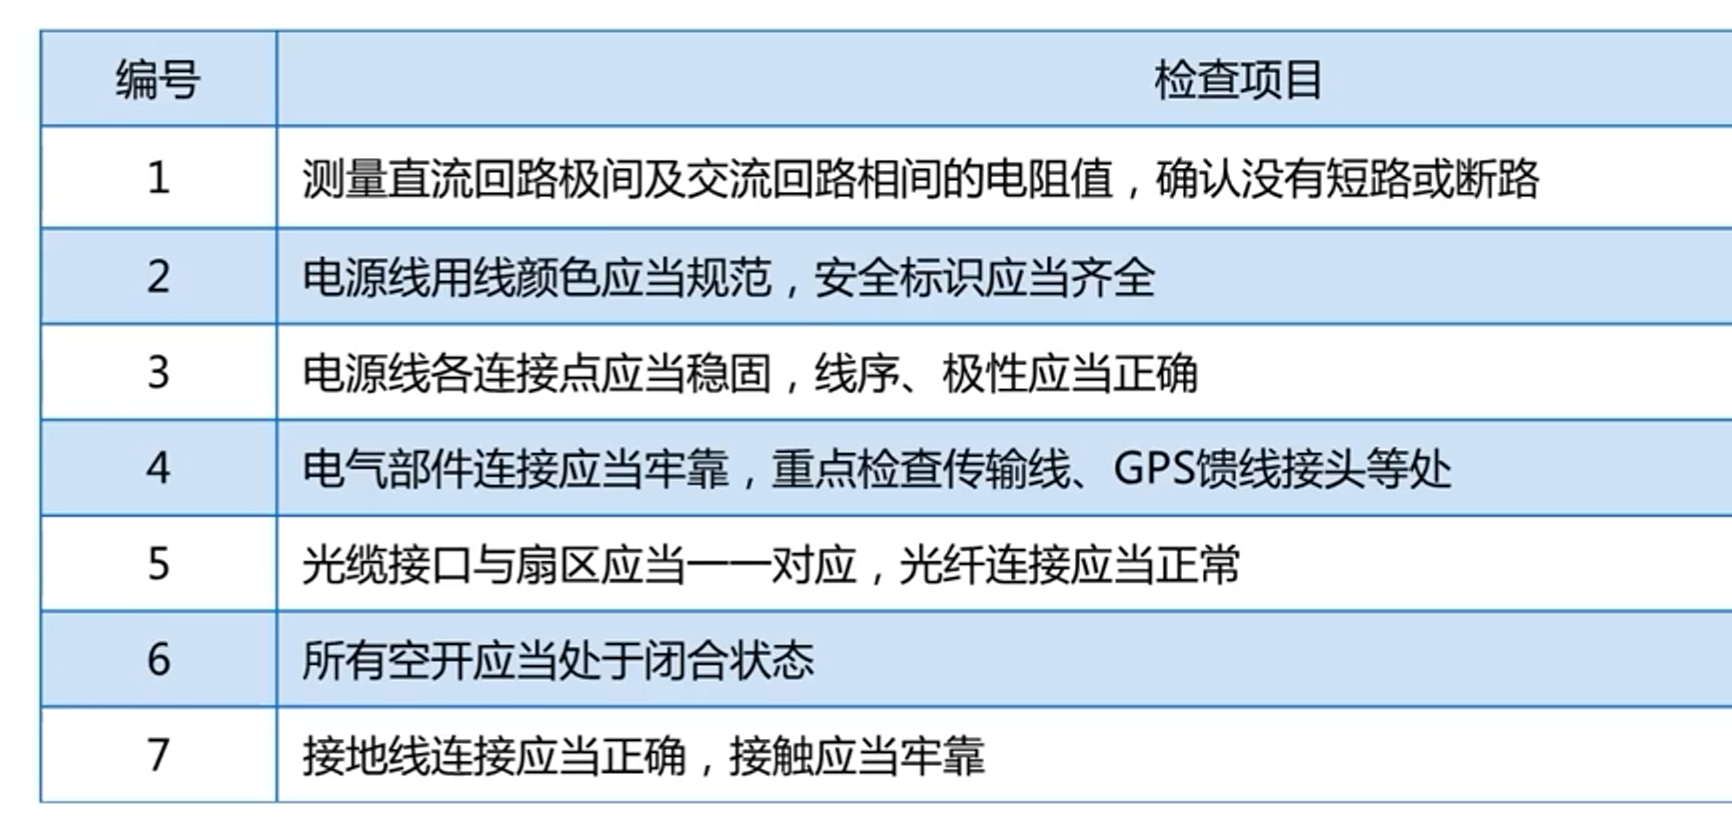 编号 检查项目
1 测量直流回路极间及交流回路相间的电阻值，确认没有短路或断路
2 电源线用线颜色应当规范，安全标识应当齐全
3 电源线各连接点应当稳固，线序、极性应当正确
4 电气部件连接应当牢靠，重点检查传输线、GPS馈线接头等处
5 光缆接口与扇区应当一一对应，光纤连接应当正常
6 所有空开应当处于闭合状态
7 接地线连接应当正确，接触应当牢靠